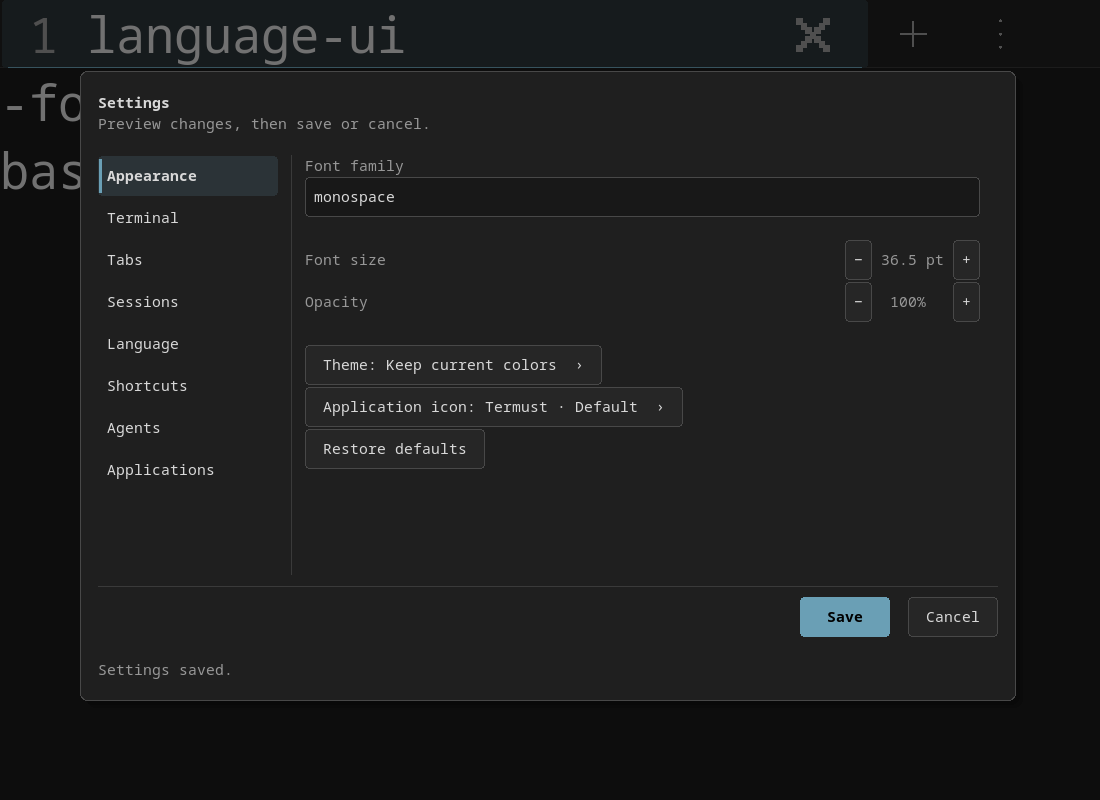 1 language-ui
-fo
bas
Settings
Preview changes, then save or cancel.
Appearance
Terminal
Tabs
Sessions
Language
Shortcuts
Agents
Applications
Font family
monospace
Font size − 36.5 pt +
Opacity − 100% +
Theme: Keep current colors ›
Application icon: Termust · Default ›
Restore defaults
Save Cancel
Settings saved.